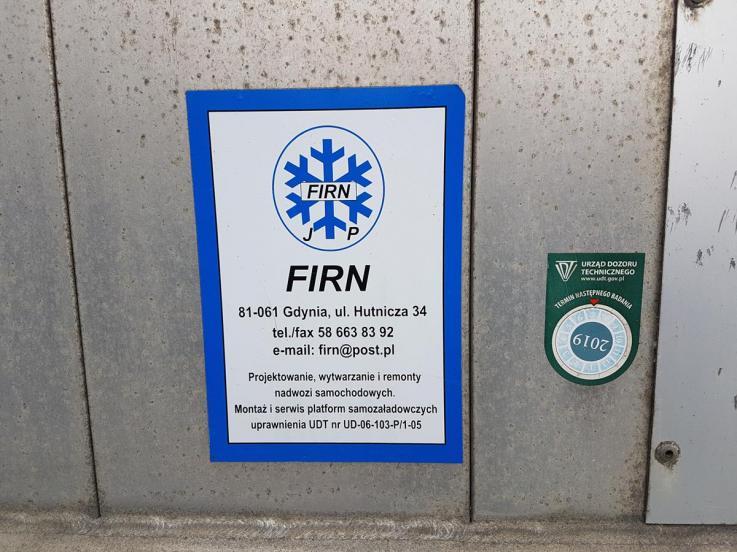 FIRN
J P
FIRN
81-061 Gdynia, ul. Hutnicza 34
tel./fax 58 663 83 92
e-mail: firn@post.pl
Projektowanie, wytwarzanie i remonty
nadwozi samochodowych.
Montaż i serwis platform samozaładowczych
uprawnienia UDT nr UD-06-103-P/1-05
URZĄD DOZORU
TECHNICZNEGO
www.udt.gov.pl
TERMIN NASTĘPNEGO BADANIA
2019